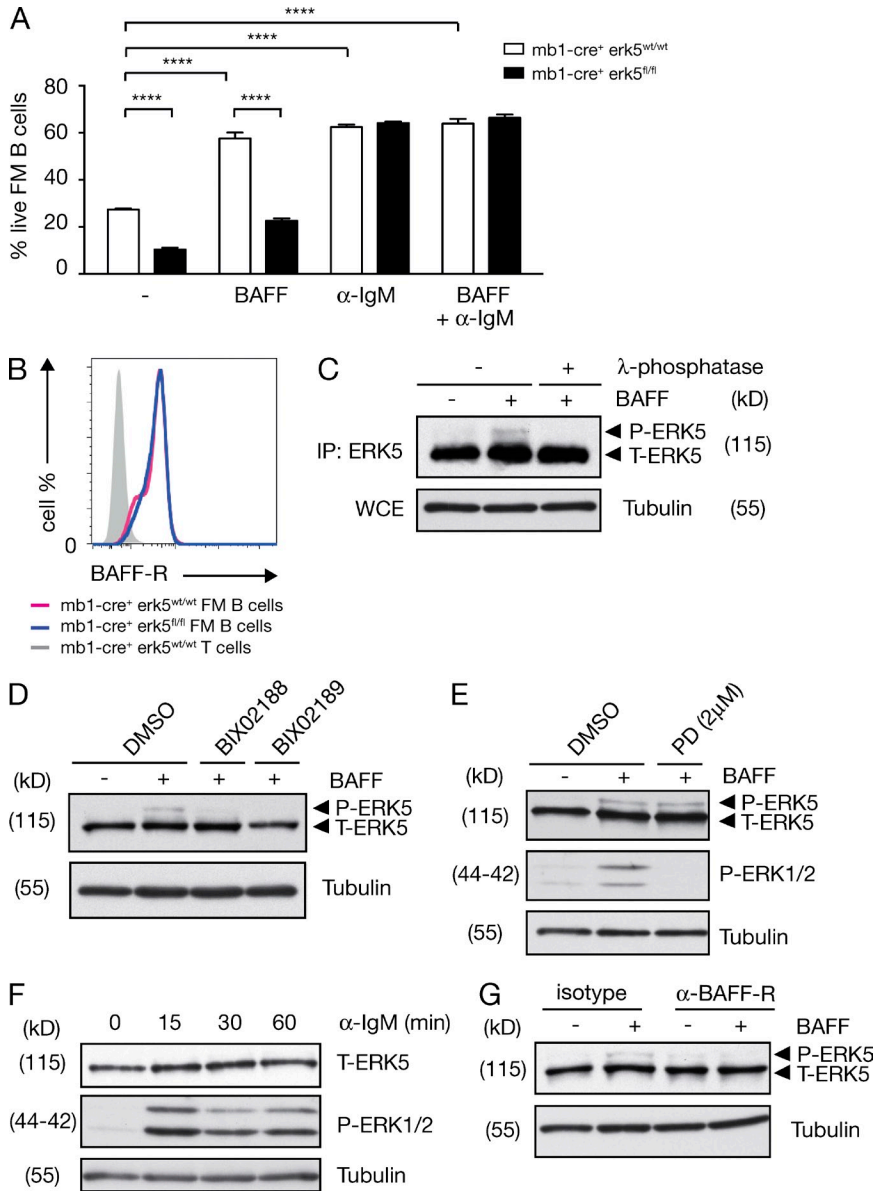 A
****
****
****
****
****
mb1-cre+ erk5wt/wt
mb1-cre+ erk5fl/fl
% live FM B cells
80
60
40
20
0
-
BAFF
α-IgM
BAFF
+ α-IgM
B
cell %
0
BAFF-R
mb1-cre+ erk5wt/wt FM B cells
mb1-cre+ erk5fl/fl FM B cells
mb1-cre+ erk5wt/wt T cells
C
- + λ-phosphatase
- + + BAFF (kD)
IP: ERK5
P-ERK5
T-ERK5
(115)
WCE
Tubulin (55)
D
DMSO BIX02188 BIX02189
(kD) - + + + BAFF
(115)
P-ERK5
T-ERK5
(55) Tubulin
E
DMSO PD (2μM)
(kD) - + + BAFF
(115)
P-ERK5
T-ERK5
(44-42) P-ERK1/2
(55) Tubulin
F
(kD) 0 15 30 60 α-IgM (min)
(115) T-ERK5
(44-42) P-ERK1/2
(55) Tubulin
G
isotype α-BAFF-R
(kD) - + - + BAFF
(115)
P-ERK5
T-ERK5
(55) Tubulin